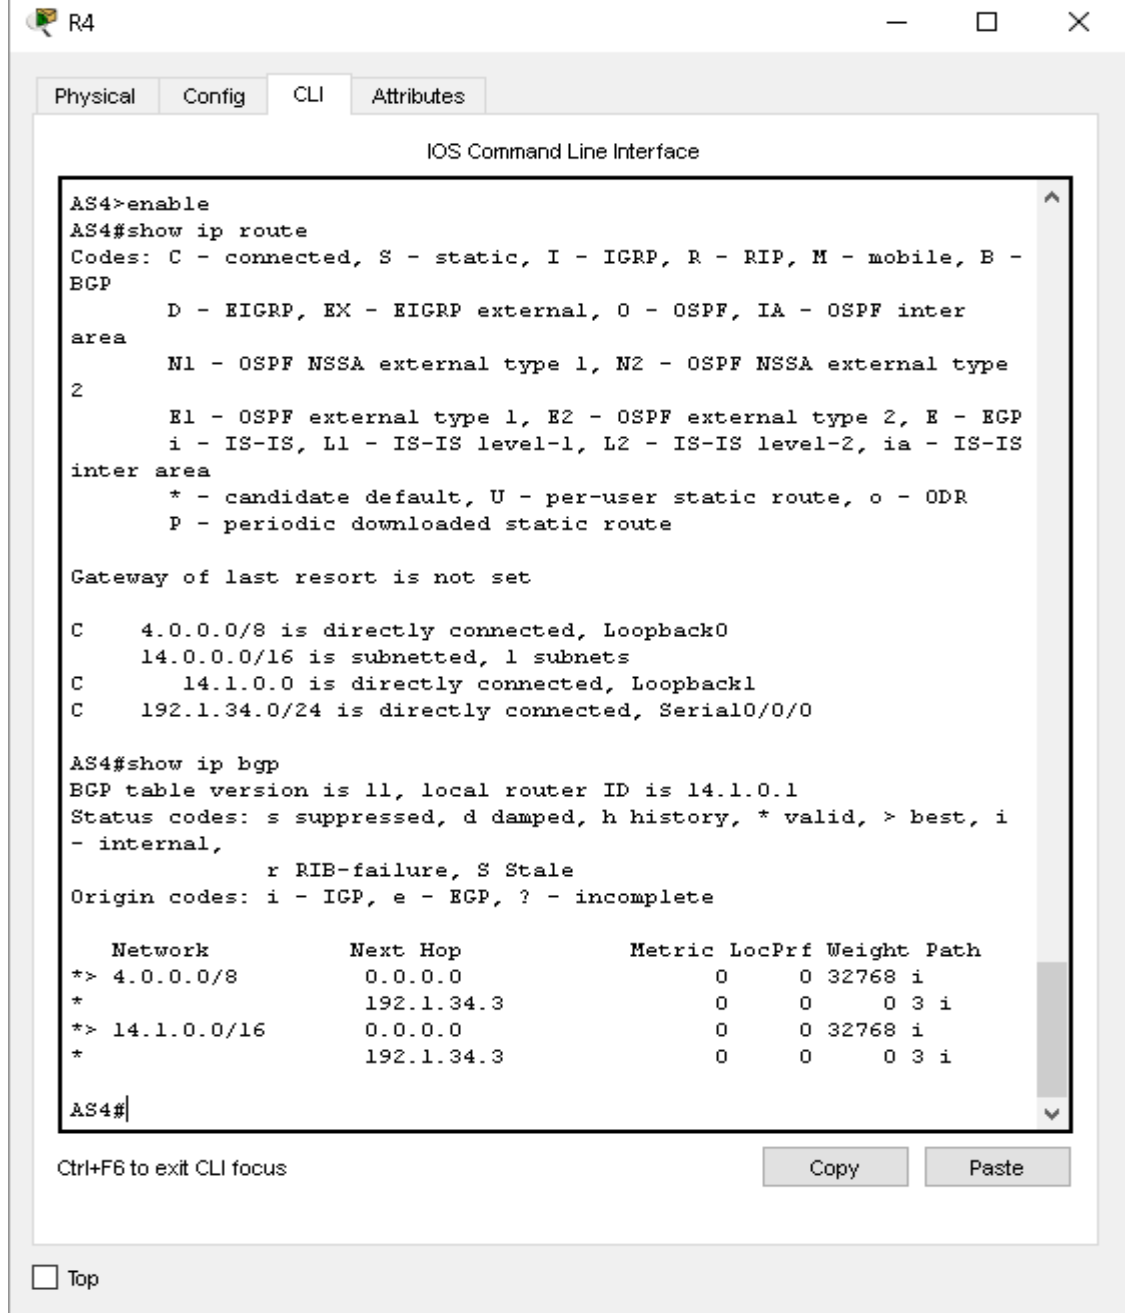 R4
Physical Config CLI Attributes
IOS Command Line Interface
AS4>enable
AS4#show ip route
Codes: C - connected, S - static, I - IGRP, R - RIP, M - mobile, B -
BGP
       D - EIGRP, EX - EIGRP external, O - OSPF, IA - OSPF inter
area
       N1 - OSPF NSSA external type 1, N2 - OSPF NSSA external type
2
       E1 - OSPF external type 1, E2 - OSPF external type 2, E - EGP
       i - IS-IS, L1 - IS-IS level-1, L2 - IS-IS level-2, ia - IS-IS
inter area
       * - candidate default, U - per-user static route, o - ODR
       P - periodic downloaded static route

Gateway of last resort is not set

C    4.0.0.0/8 is directly connected, Loopback0
     14.0.0.0/16 is subnetted, 1 subnets
C       14.1.0.0 is directly connected, Loopback1
C    192.1.34.0/24 is directly connected, Serial0/0/0

AS4#show ip bgp
BGP table version is 11, local router ID is 14.1.0.1
Status codes: s suppressed, d damped, h history, * valid, > best, i
- internal,
              r RIB-failure, S Stale
Origin codes: i - IGP, e - EGP, ? - incomplete

   Network          Next Hop            Metric LocPrf Weight Path
*> 4.0.0.0/8         0.0.0.0                  0     0 32768 i
*                    192.1.34.3               0     0     0 3 i
*> 14.1.0.0/16       0.0.0.0                  0     0 32768 i
*                    192.1.34.3               0     0     0 3 i

AS4#
Ctrl+F6 to exit CLI focus Copy Paste
Top